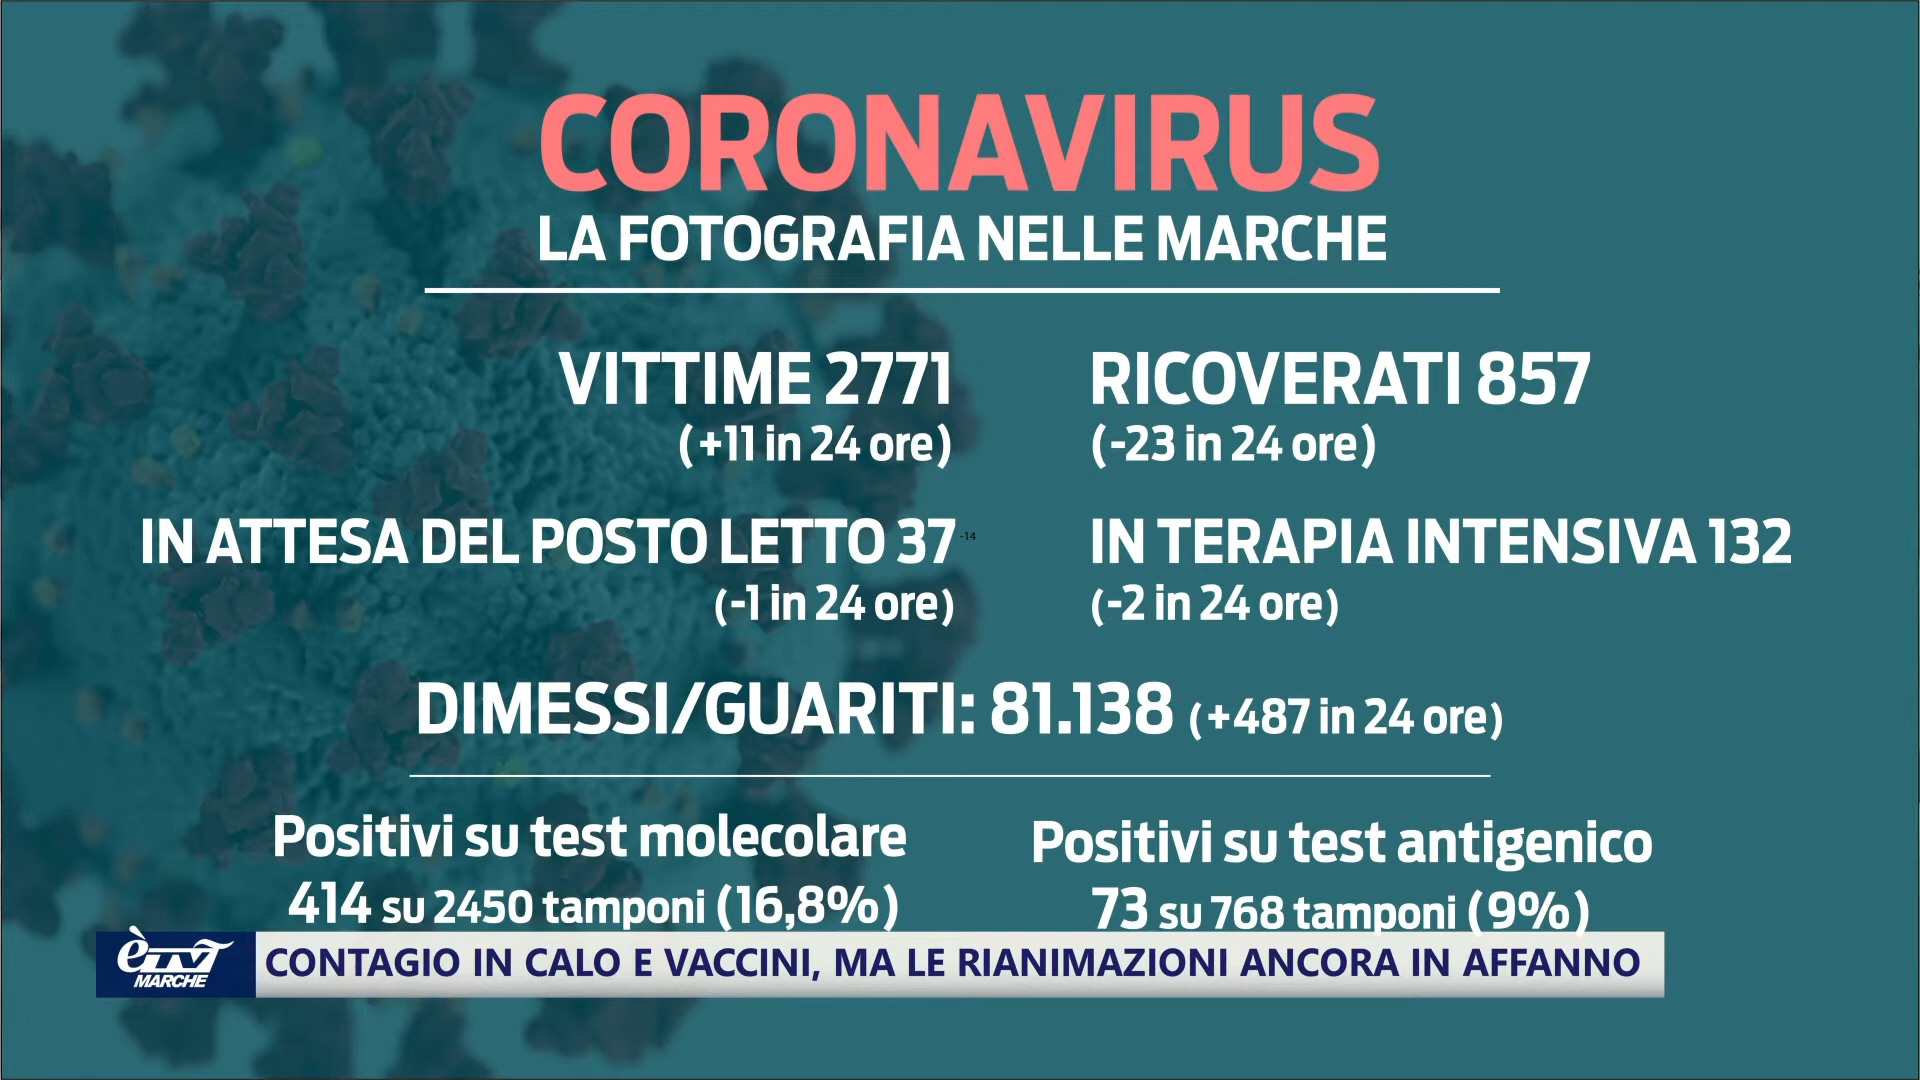 CORONAVIRUS
LA FOTOGRAFIA NELLE MARCHE
VITTIME 2771
(+11 in 24 ore)
RICOVERATI 857
(-23 in 24 ore)
IN ATTESA DEL POSTO LETTO 37 -14
(-1 in 24 ore)
IN TERAPIA INTENSIVA 132
(-2 in 24 ore)
DIMESSI/GUARITI: 81.138 (+487 in 24 ore)
Positivi su test molecolare
414 su 2450 tamponi (16,8%)
Positivi su test antigenico
73 su 768 tamponi (9%)
èTV
MARCHE
CONTAGIO IN CALO E VACCINI, MA LE RIANIMAZIONI ANCORA IN AFFANNO